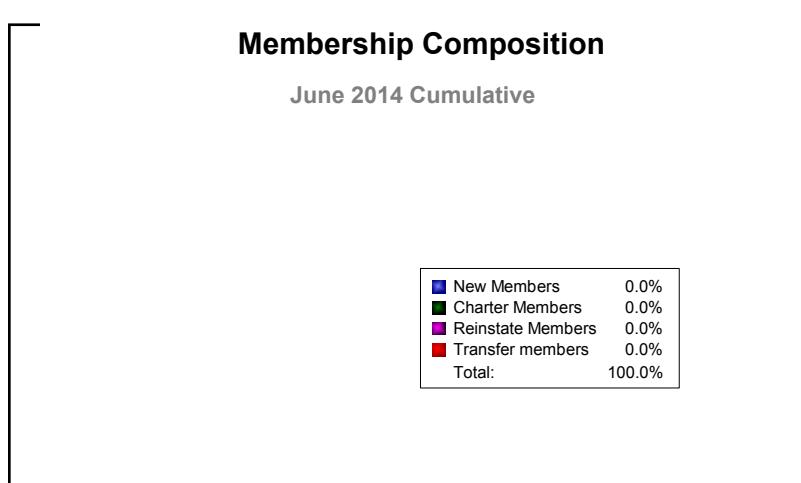 Membership Composition
June 2014 Cumulative
New Members 0.0%
Charter Members 0.0%
Reinstate Members 0.0%
Transfer members 0.0%
Total: 100.0%